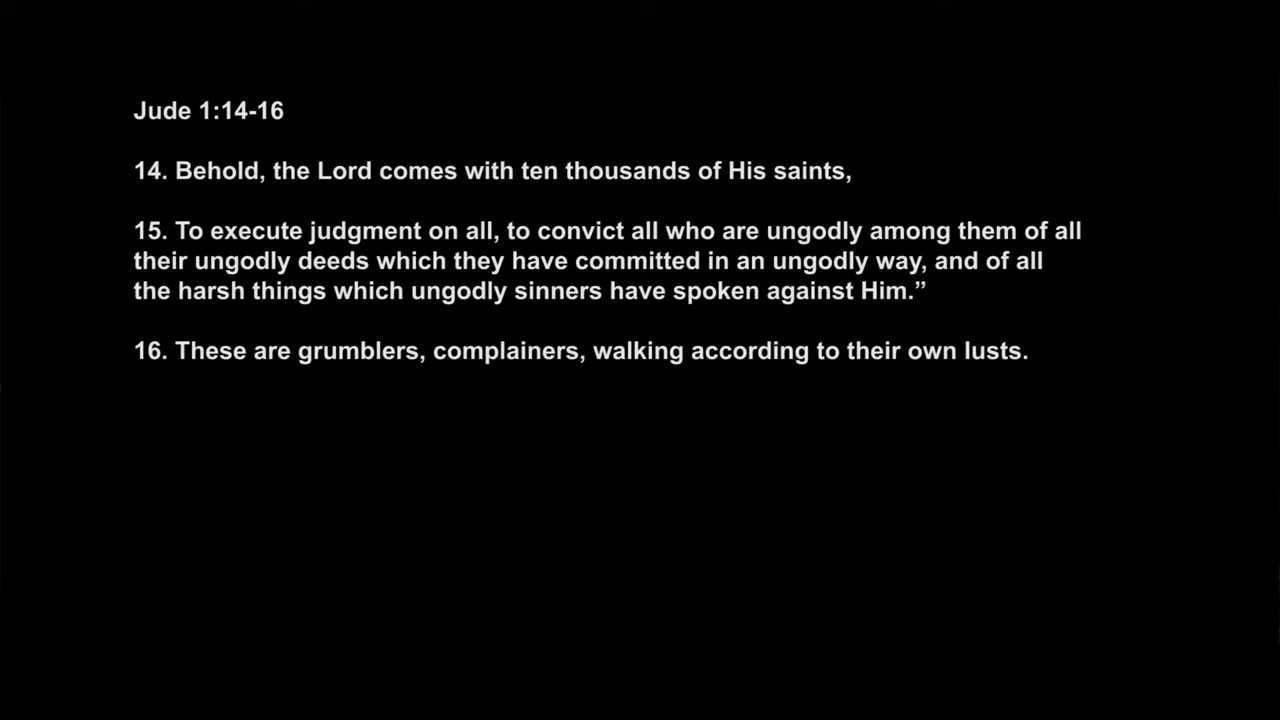 Jude 1:14-16
14. Behold, the Lord comes with ten thousands of His saints,
15. To execute judgment on all, to convict all who are ungodly among them of all
their ungodly deeds which they have committed in an ungodly way, and of all
the harsh things which ungodly sinners have spoken against Him.”
16. These are grumblers, complainers, walking according to their own lusts.